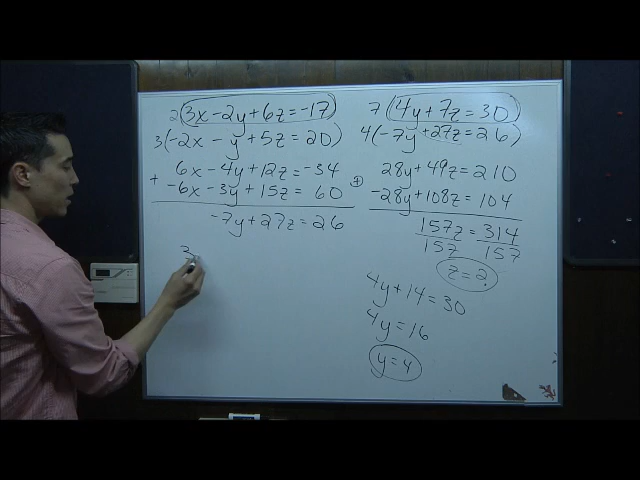 2(3x-2y+6z=-17)
3(-2x-y+5z=20)
6x-4y+12z=-34
+ -6x-3y+15z=60
-7y+27z=26
3x
7(4y+7z=30)
4(-7y+27z=26)
28y+49z=210
+ -28y+108z=104
157z=314
157 157
z=2
4y+14=30
4y=16
y=4